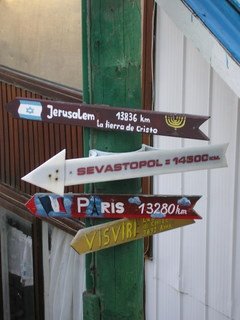 Jerusalem 13836 km
La tierra de Cristo
SEVASTOPOL = 14300 KM.
PARis 13280 km
VISVIRI